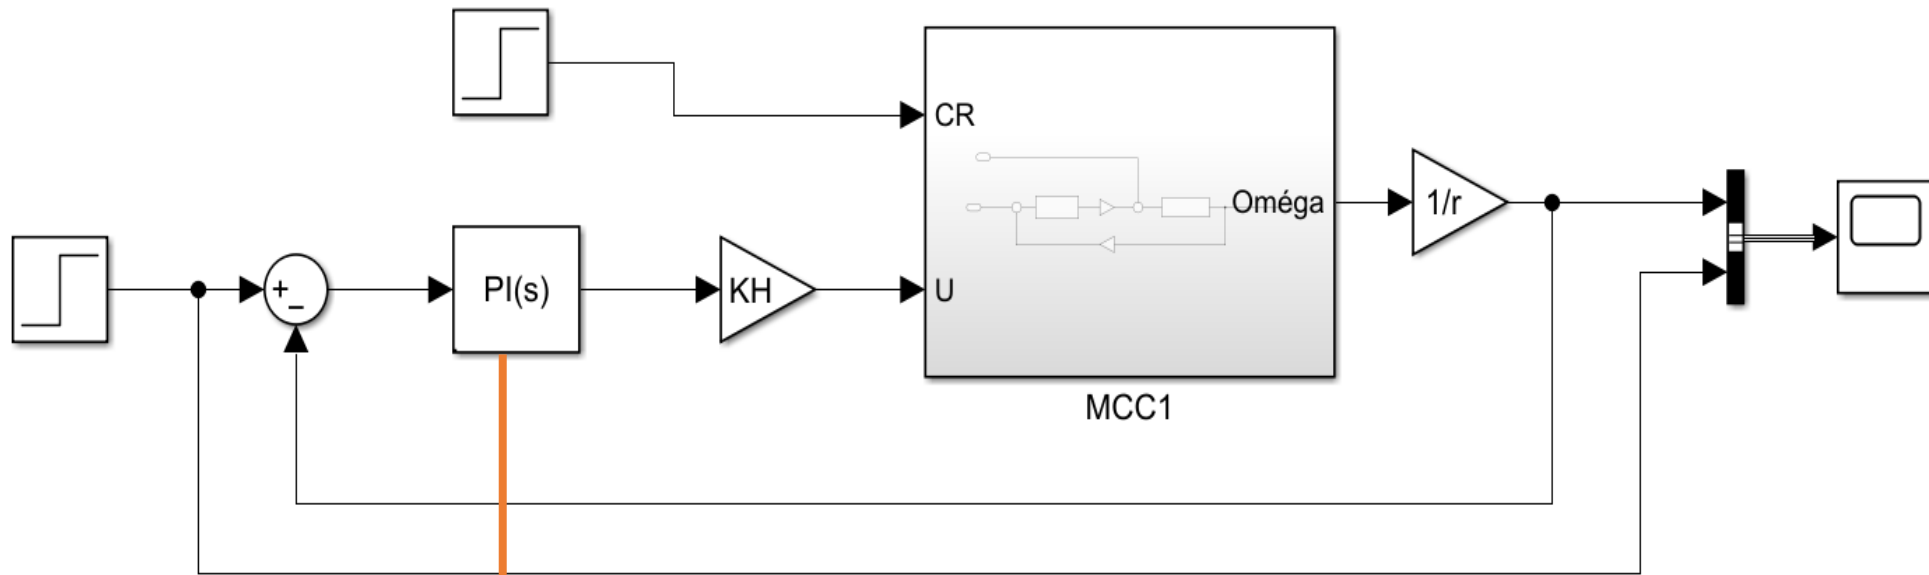 CR
Oméga
1/r
+
−
PI(s)
KH
U
MCC1